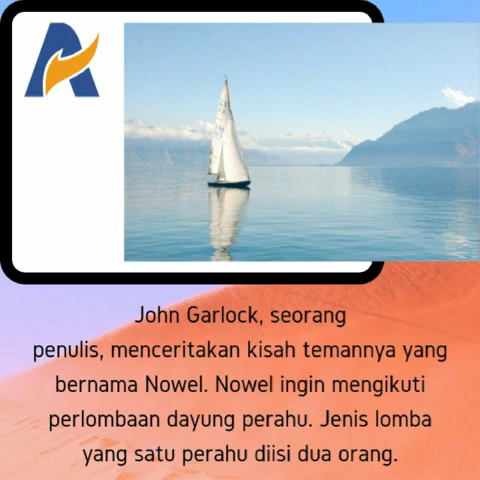 John Garlock, seorang
penulis, menceritakan kisah temannya yang
bernama Nowel. Nowel ingin mengikuti
perlombaan dayung perahu. Jenis lomba
yang satu perahu diisi dua orang.